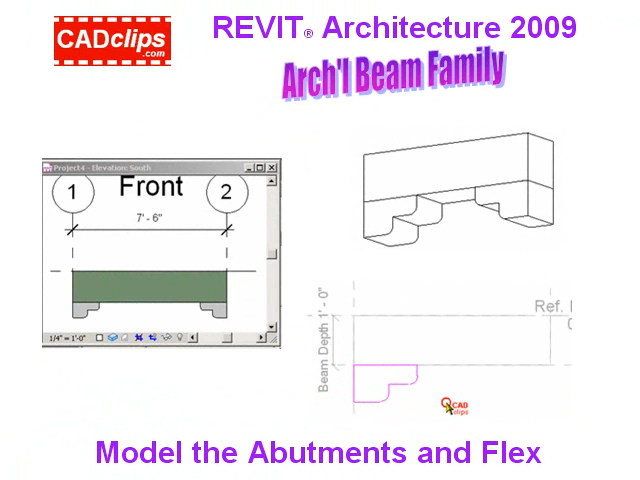 CADclips
.com
REVIT® Architecture 2009
Arch'l Beam Family
Project4 - Elevation: South
1 Front 2
7' - 6"
1/4" = 1'-0"
Beam Depth 1' - 0"
Ref.
CAD
clips
Model the Abutments and Flex